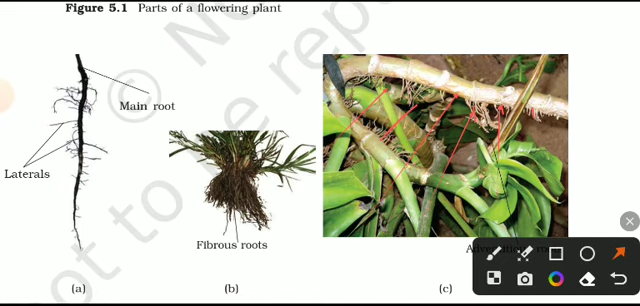 Figure 5.1 Parts of a flowering plant
Main root
Laterals
Fibrous roots
(a)
(b)
(c)